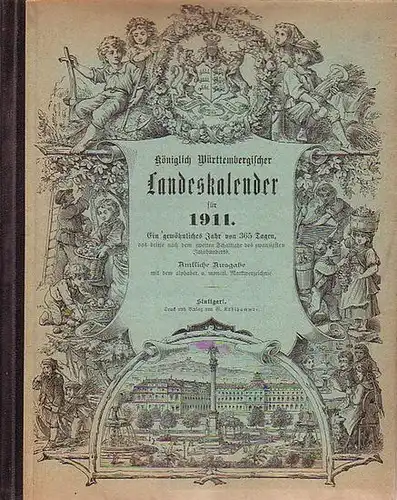 Königlich Württembergischer
Landeskalender
für
1911.
Ein gewöhnliches Jahr von 365 Tagen,
das dritte nach dem zweiten Schaltjahr des zwanzigsten
Jahrhunderts.
Amtliche Ausgabe
mit dem alphabet. u. monatl. Marktverzeichnis
Stuttgart.
Druck und Verlag von W. Kohlhammer.